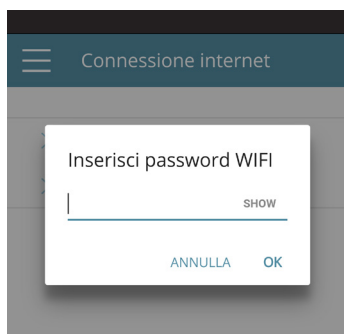 Connessione internet
Inserisci password WIFI
SHOW
ANNULLA OK